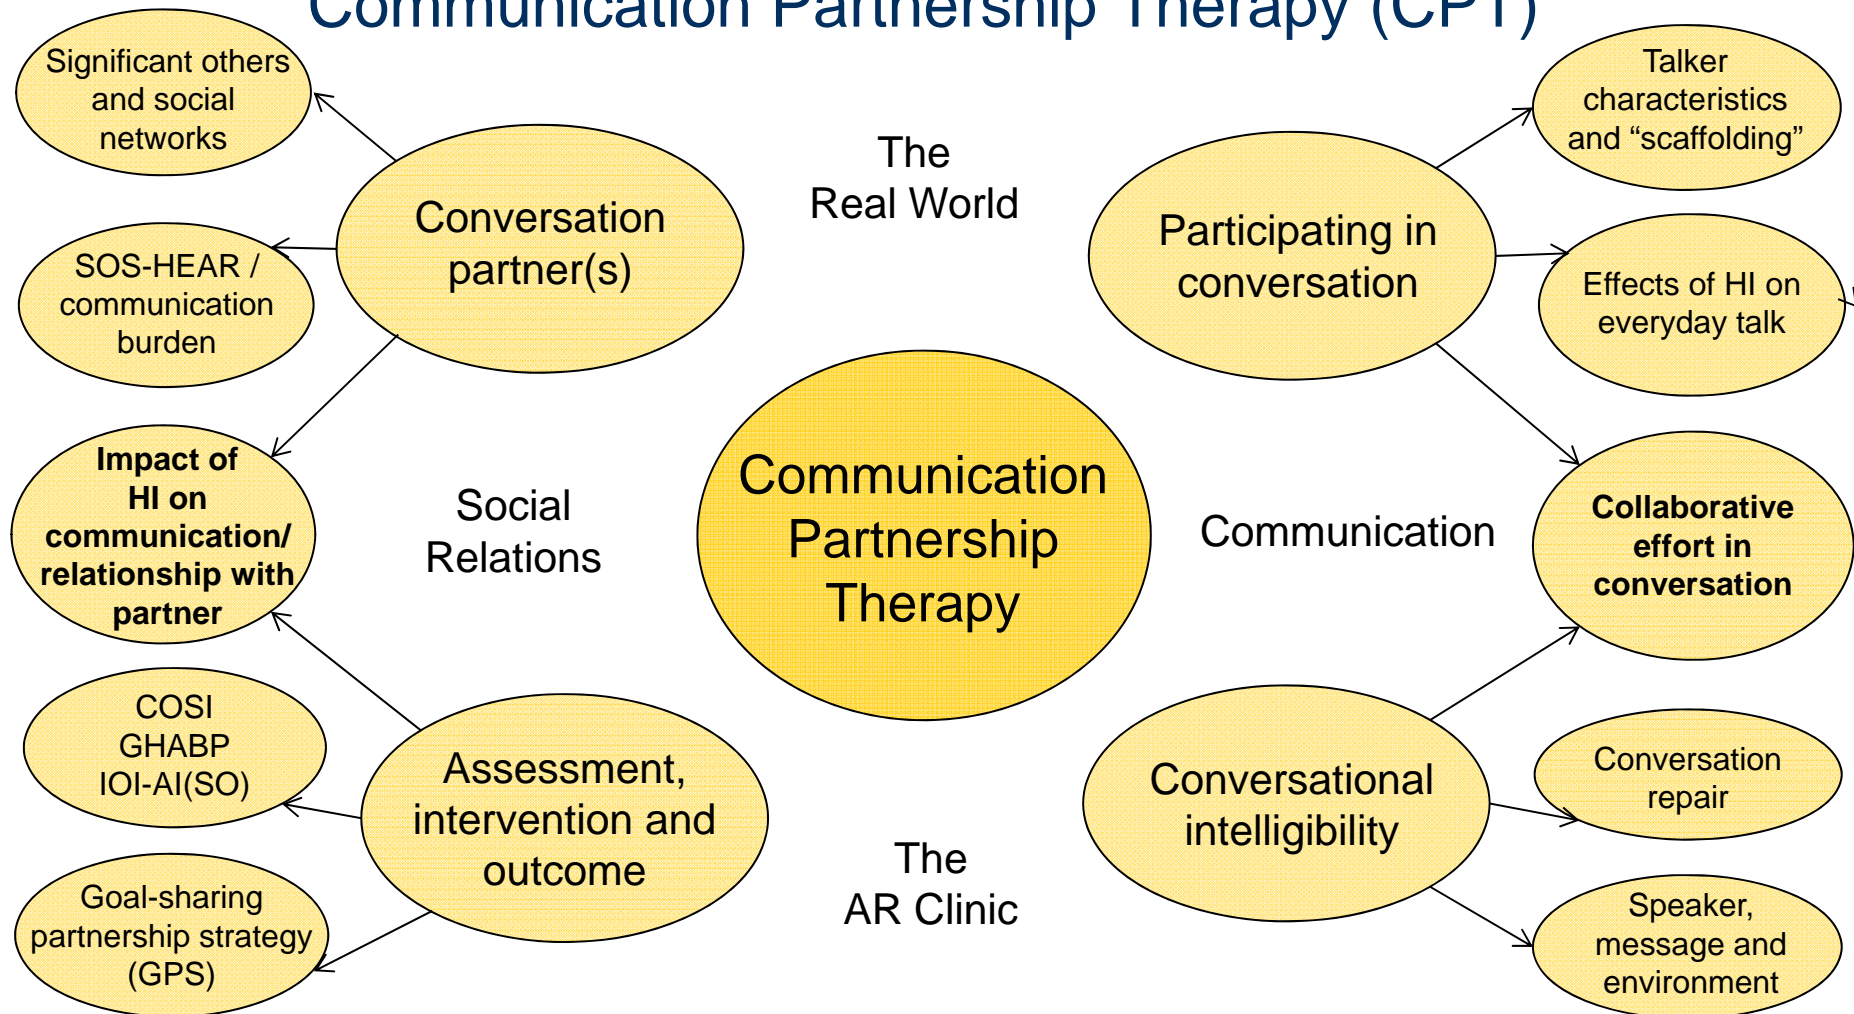 Communication Partnership Therapy (CPT)
Significant others
and social
networks
Conversation
partner(s)
The
Real World
Participating in
conversation
Talker
characteristics
and “scaffolding”
SOS-HEAR /
communication
burden
Effects of HI on
everyday talk
Impact of
HI on
communication/
relationship with
partner
Social
Relations
Communication
Partnership
Therapy
Communication
Collaborative
effort in
conversation
COSI
GHABP
IOI-AI(SO)
Assessment,
intervention and
outcome
Conversational
intelligibility
Conversation
repair
Goal-sharing
partnership strategy
(GPS)
The
AR Clinic
Speaker,
message and
environment